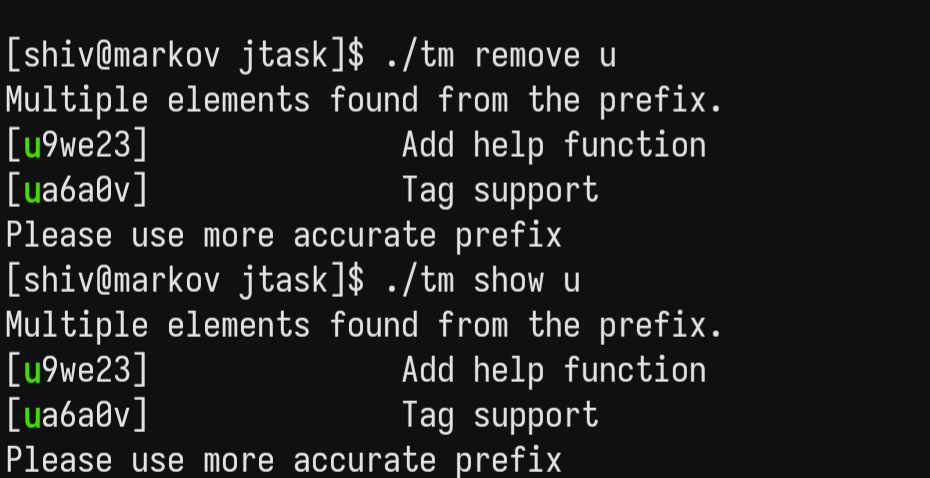 [shiv@markov jtask]$ ./tm remove u
Multiple elements found from the prefix.
[u9we23] Add help function
[ua6a0v] Tag support
Please use more accurate prefix
[shiv@markov jtask]$ ./tm show u
Multiple elements found from the prefix.
[u9we23] Add help function
[ua6a0v] Tag support
Please use more accurate prefix